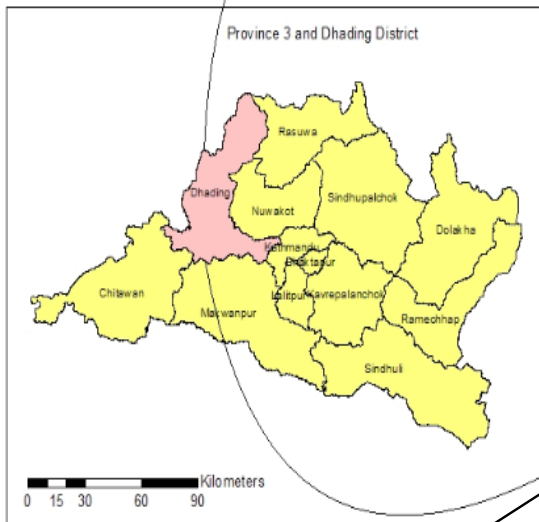 Province 3 and Dhading District
Rasuwa
Dhading
Nuwakot
Sindhupalchok
Dolakha
Kathmandu
Bhaktapur
Chitawan
Makwanpur
Lalitpur
Kavrepalanchok
Ramechhap
Sindhuli
Kilometers
0 15 30 60 90